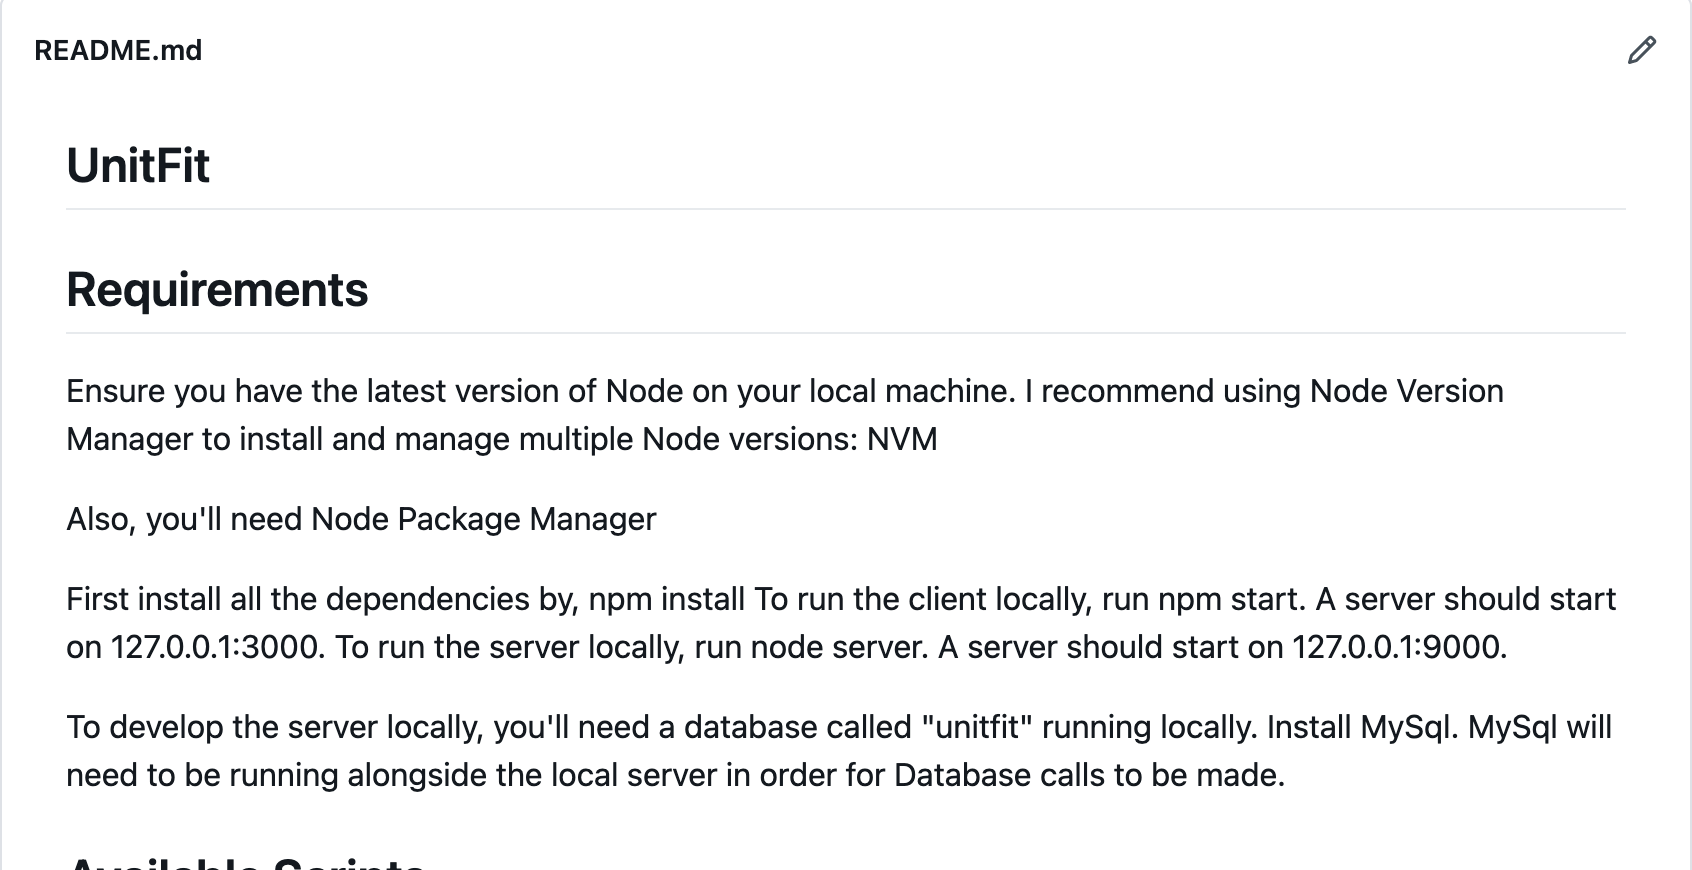 README.md
UnitFit
Requirements
Ensure you have the latest version of Node on your local machine. I recommend using Node Version
Manager to install and manage multiple Node versions: NVM
Also, you'll need Node Package Manager
First install all the dependencies by, npm install To run the client locally, run npm start. A server should start
on 127.0.0.1:3000. To run the server locally, run node server. A server should start on 127.0.0.1:9000.
To develop the server locally, you'll need a database called "unitfit" running locally. Install MySql. MySql will
need to be running alongside the local server in order for Database calls to be made.
Available Scripts